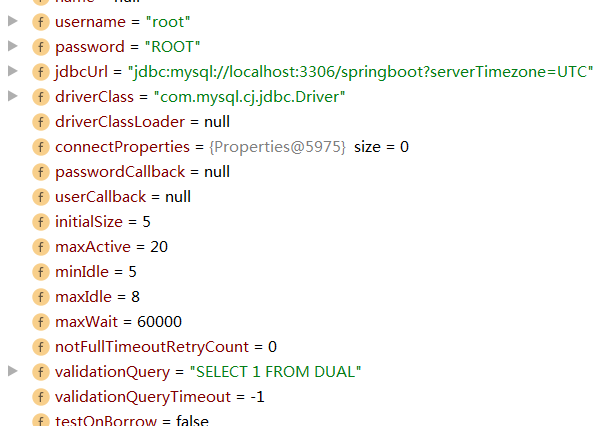 name = null
f username = "root"
f password = "ROOT"
f jdbcUrl = "jdbc:mysql://localhost:3306/springboot?serverTimezone=UTC"
f driverClass = "com.mysql.cj.jdbc.Driver"
f driverClassLoader = null
f connectProperties = {Properties@5975} size = 0
f passwordCallback = null
f userCallback = null
f initialSize = 5
f maxActive = 20
f minIdle = 5
f maxIdle = 8
f maxWait = 60000
f notFullTimeoutRetryCount = 0
f validationQuery = "SELECT 1 FROM DUAL"
f validationQueryTimeout = -1
f testOnBorrow = false